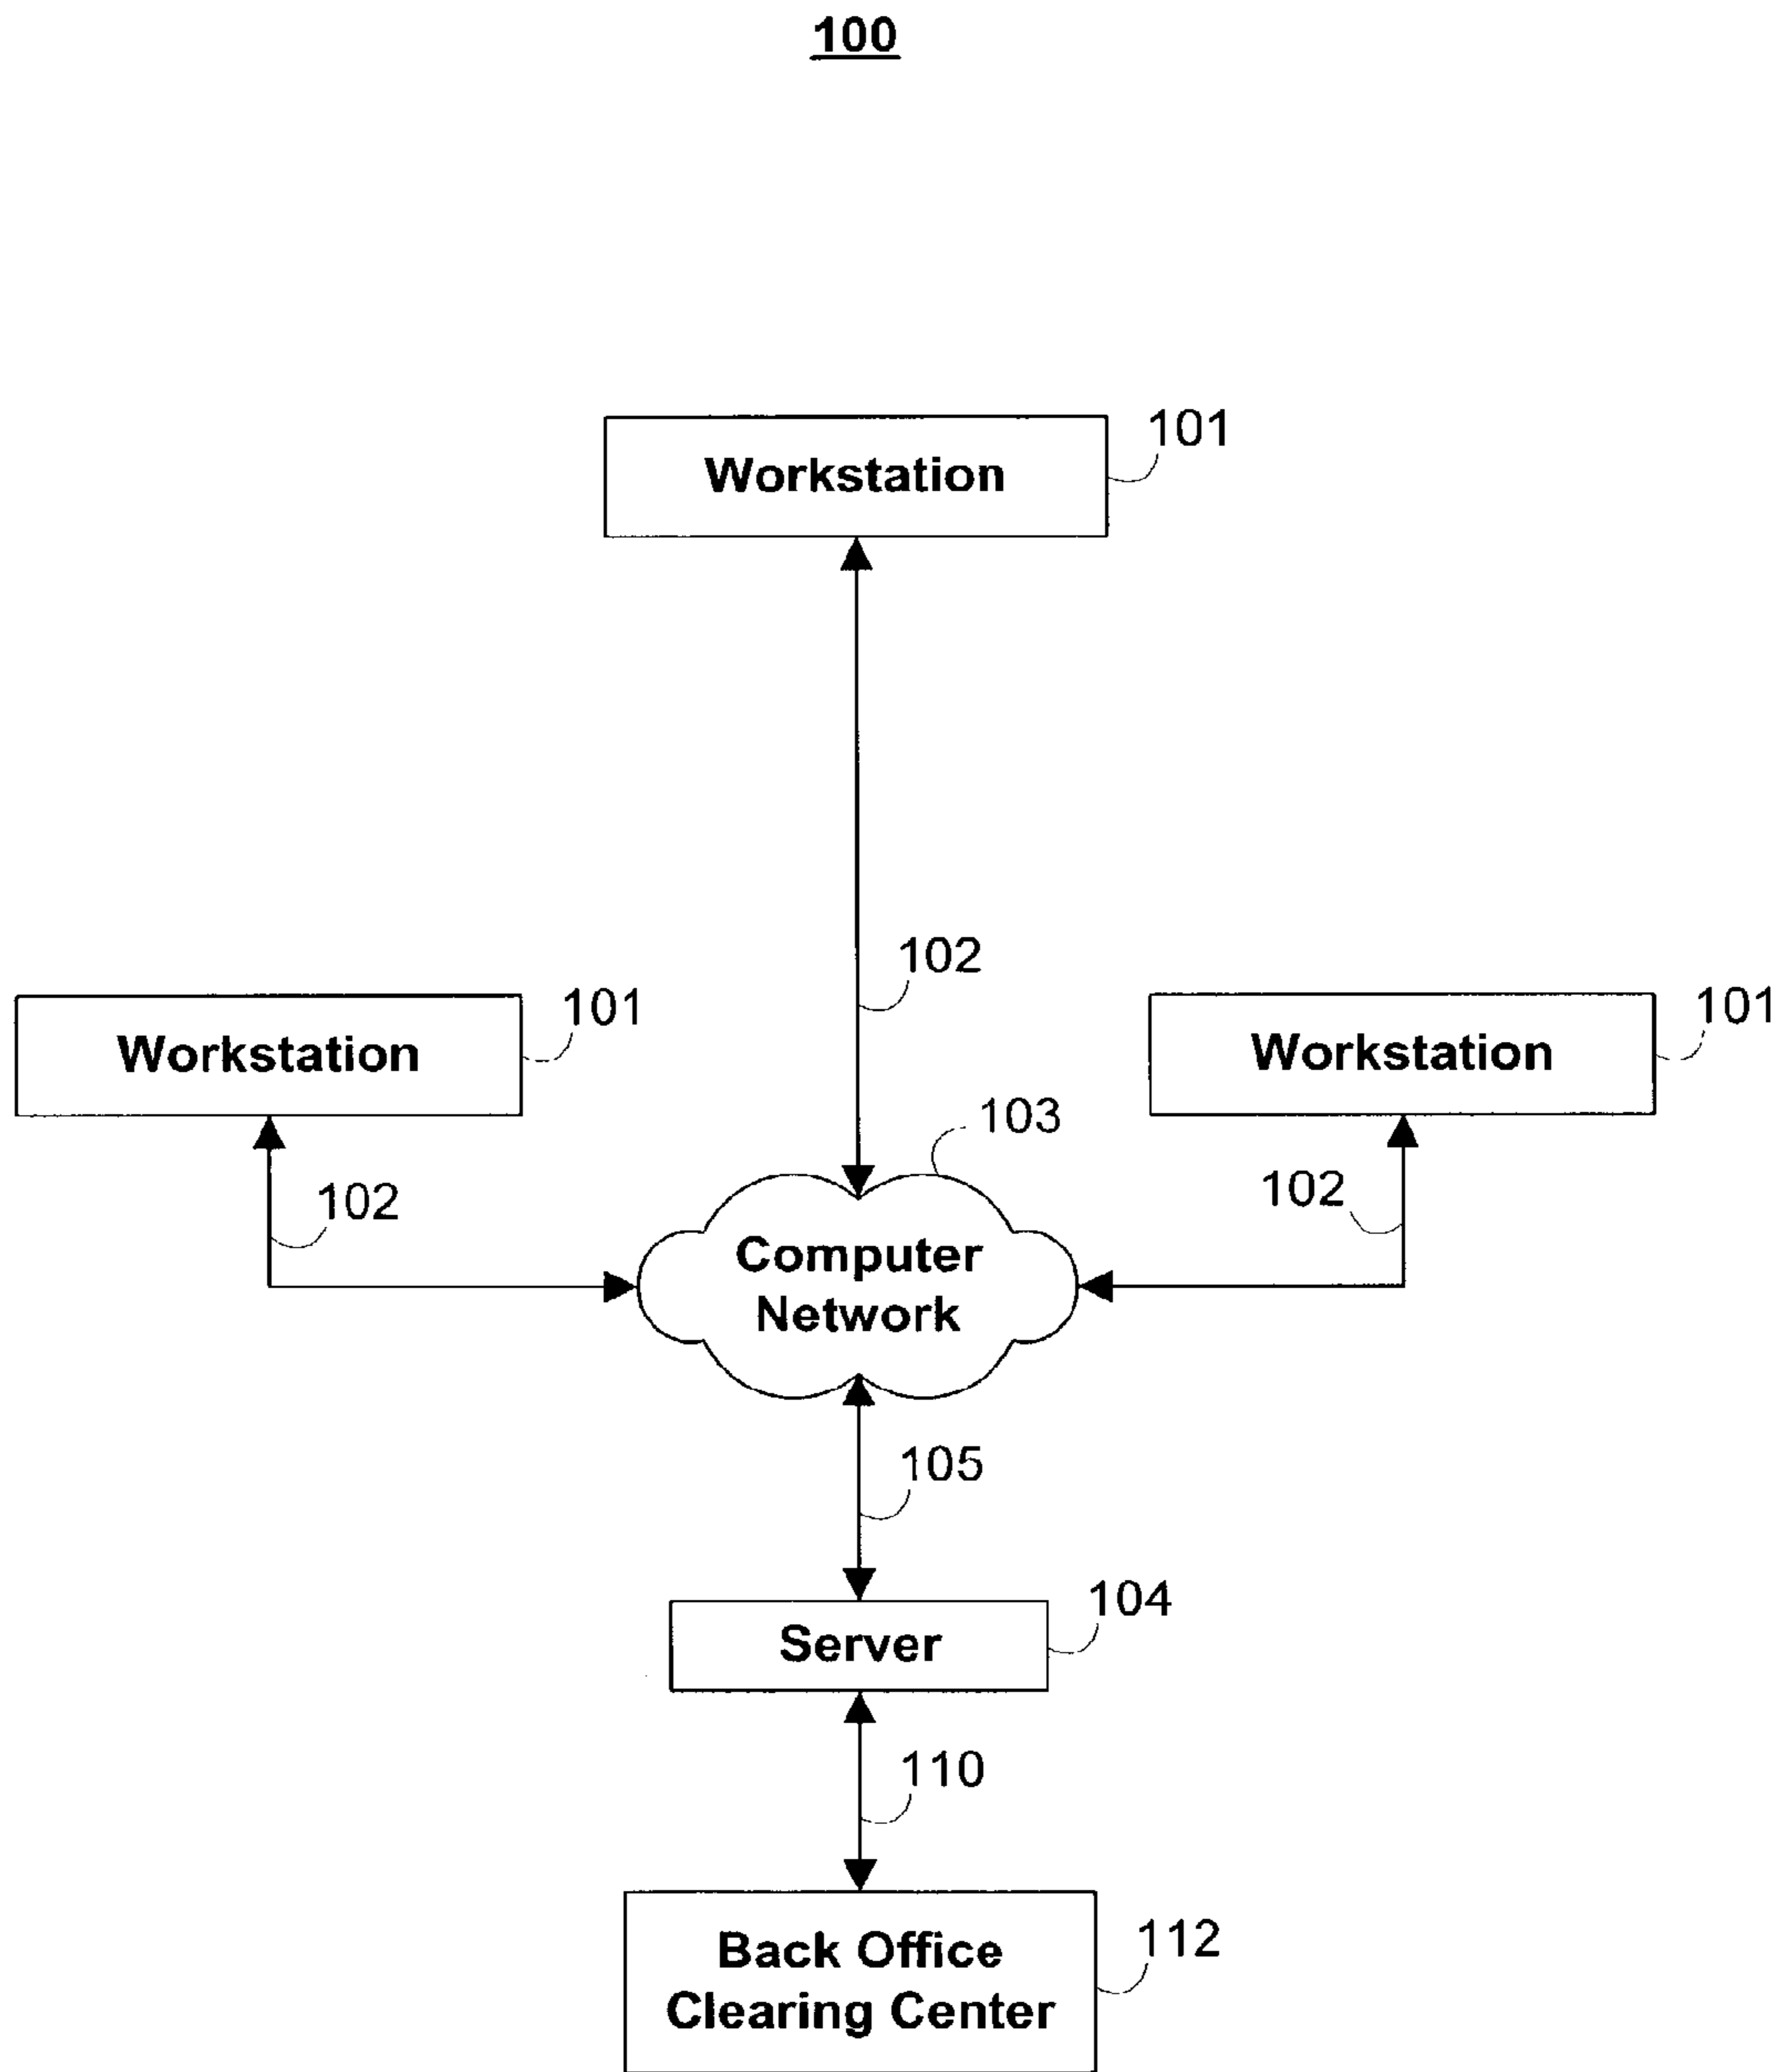 100
Workstation
101
102
Workstation
101
Workstation
101
103
102
102
Computer
Network
105
104
Server
110
Back Office
Clearing Center
112